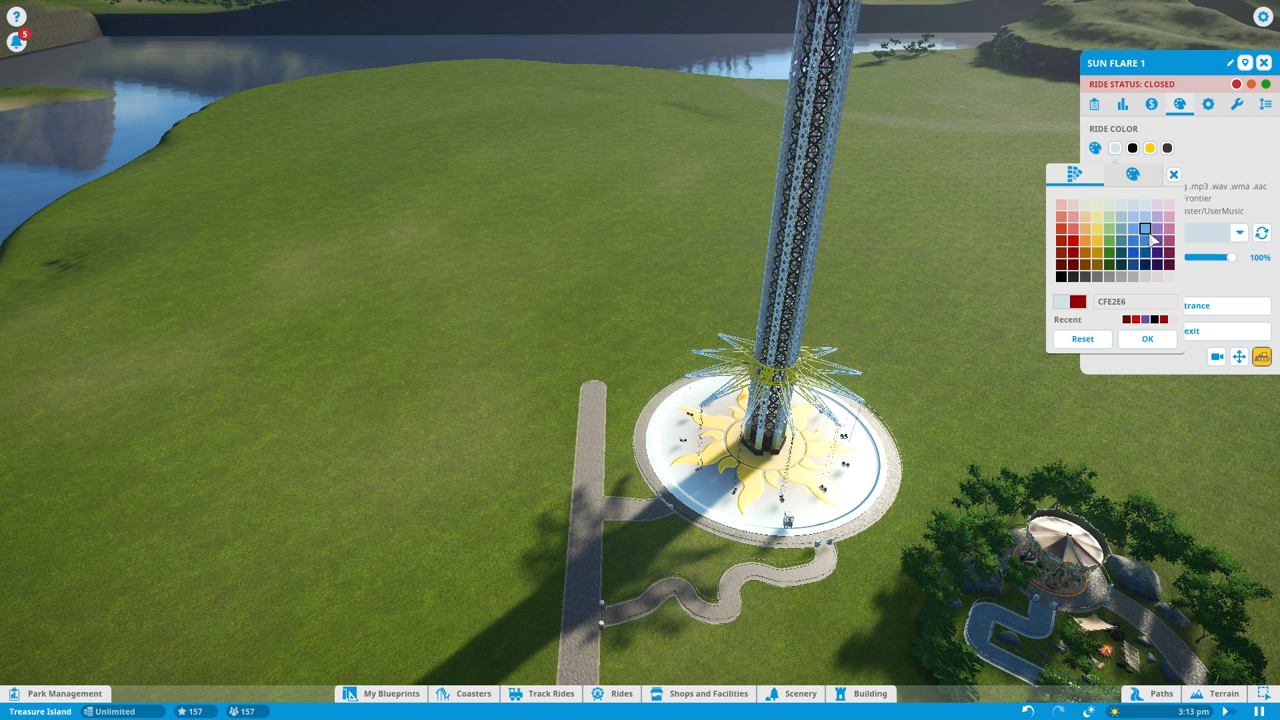 ?
5
SUN FLARE 1
RIDE STATUS: CLOSED
$
RIDE COLOR
.mp3 .wav .wma .aac
Frontier
aster/UserMusic
100%
CFE2E6
Recent
Reset
OK
trance
exit
Park Management
My Blueprints
Coasters
Track Rides
Rides
Shops and Facilities
Scenery
Building
Paths
Terrain
Treasure Island
Unlimited
157
157
3:13 pm